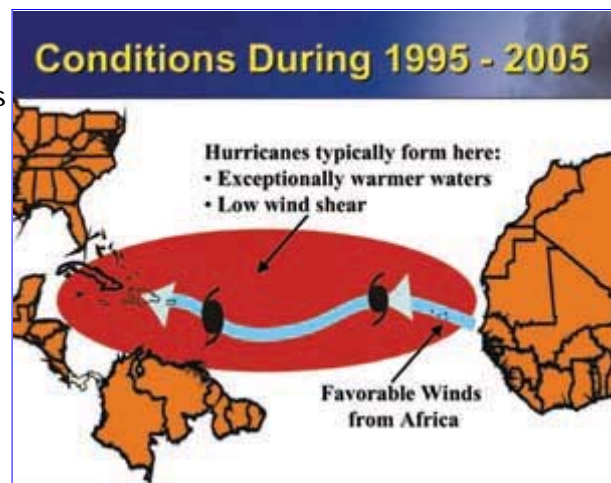 Conditions During 1995 - 2005
s
Hurricanes typically form here:
• Exceptionally warmer waters
• Low wind shear
Favorable Winds
from Africa